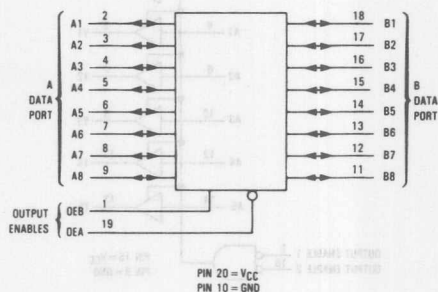 A
DATA
PORT
A1 2
A2 3
A3 4
A4 5
A5 6
A6 7
A7 8
A8 9
18 B1
17 B2
16 B3
15 B4
14 B5
13 B6
12 B7
11 B8
B
DATA
PORT
OUTPUT
ENABLES
OEB 1
OEA 19
PIN 20 = VCC
PIN 10 = GND